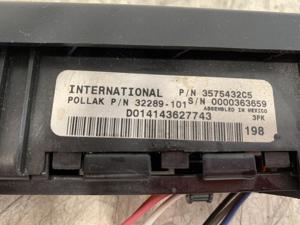 INTERNATIONAL P/N 3575432C5
POLLAK P/N 32289-101 S/N 0000363659
ASSEMBLED IN MEXICO
D014143627743 3PK
198